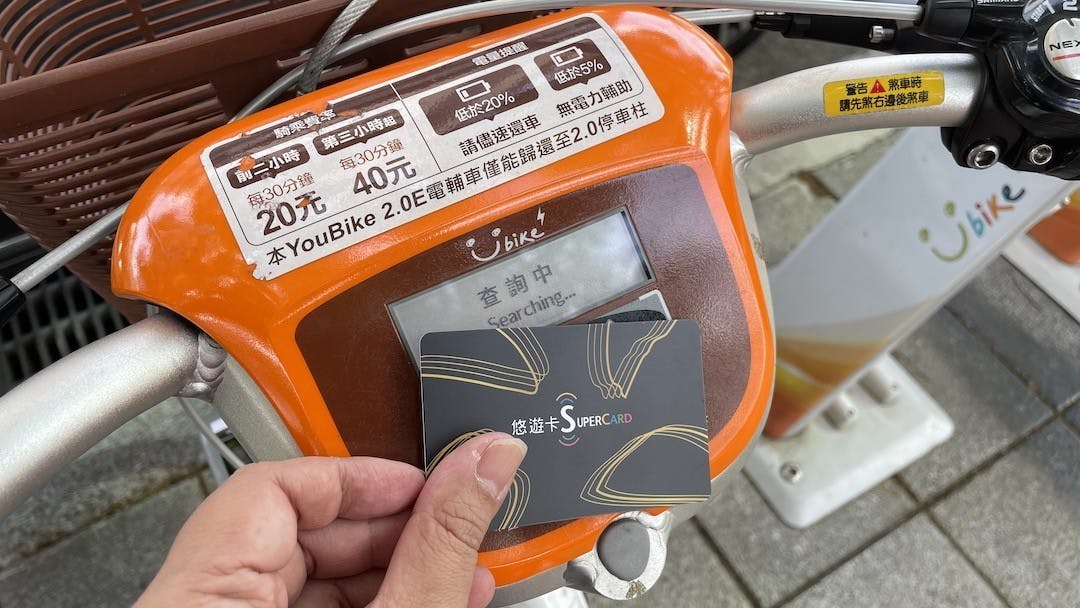 騎乘費率
前二小時
第三小時起
每30分鐘
20元
每30分鐘
40元
電量提醒
低於20%
低於5%
請儘速還車
無電力輔助
本YouBike 2.0E電輔車僅能歸還至2.0停車柱
Ubike
查詢中
Searching...
悠遊卡 SUPERCARD
警告 煞車時
請先煞右邊後煞車
SHIMANO
NEX
2
Ubike